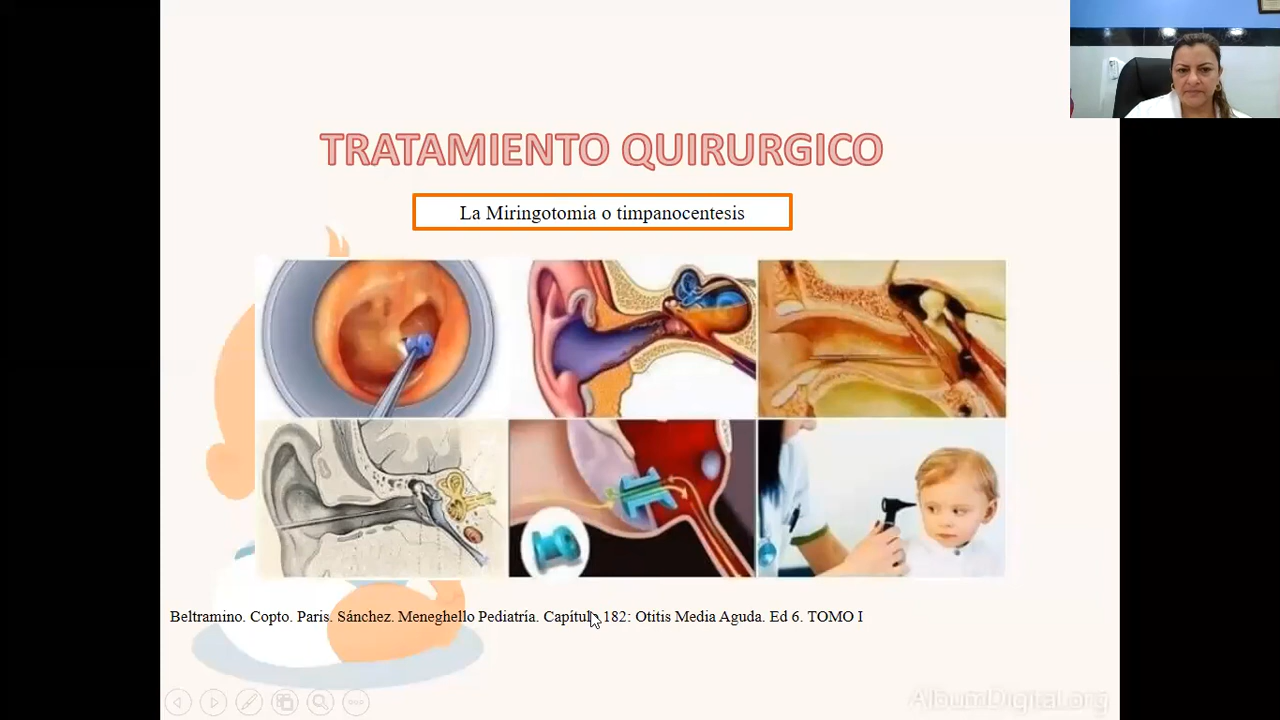 TRATAMIENTO QUIRURGICO
La Miringotomia o timpanocentesis
Beltramino. Copto. Paris. Sánchez. Meneghello Pediatría. Capítulo 182: Otitis Media Aguda. Ed 6. TOMO I
AlbumDigital.org